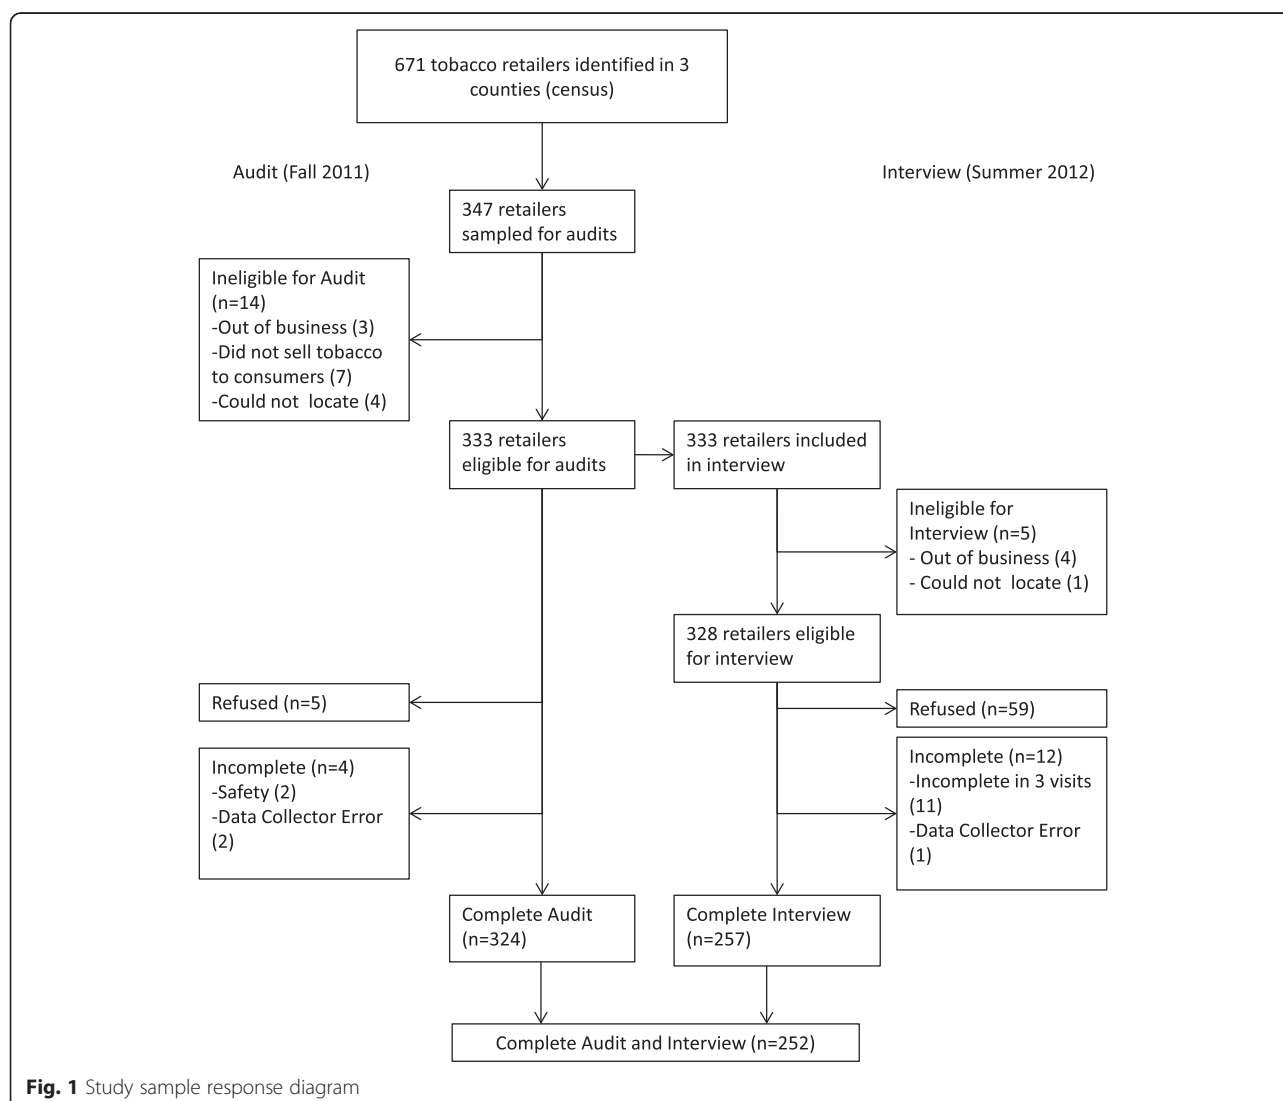 671 tobacco retailers identified in 3
counties (census)
Audit (Fall 2011)
Interview (Summer 2012)
347 retailers
sampled for audits
Ineligible for Audit
(n=14)
-Out of business (3)
-Did not sell tobacco
to consumers (7)
-Could not  locate (4)
333 retailers
eligible for audits
333 retailers included
in interview
Ineligible for
Interview (n=5)
- Out of business (4)
- Could not  locate (1)
328 retailers eligible
for interview
Refused (n=5)
Refused (n=59)
Incomplete (n=4)
-Safety (2)
-Data Collector Error
(2)
Incomplete (n=12)
-Incomplete in 3 visits
(11)
-Data Collector Error
(1)
Complete Audit
(n=324)
Complete Interview
(n=257)
Complete Audit and Interview (n=252)
Fig. 1 Study sample response diagram